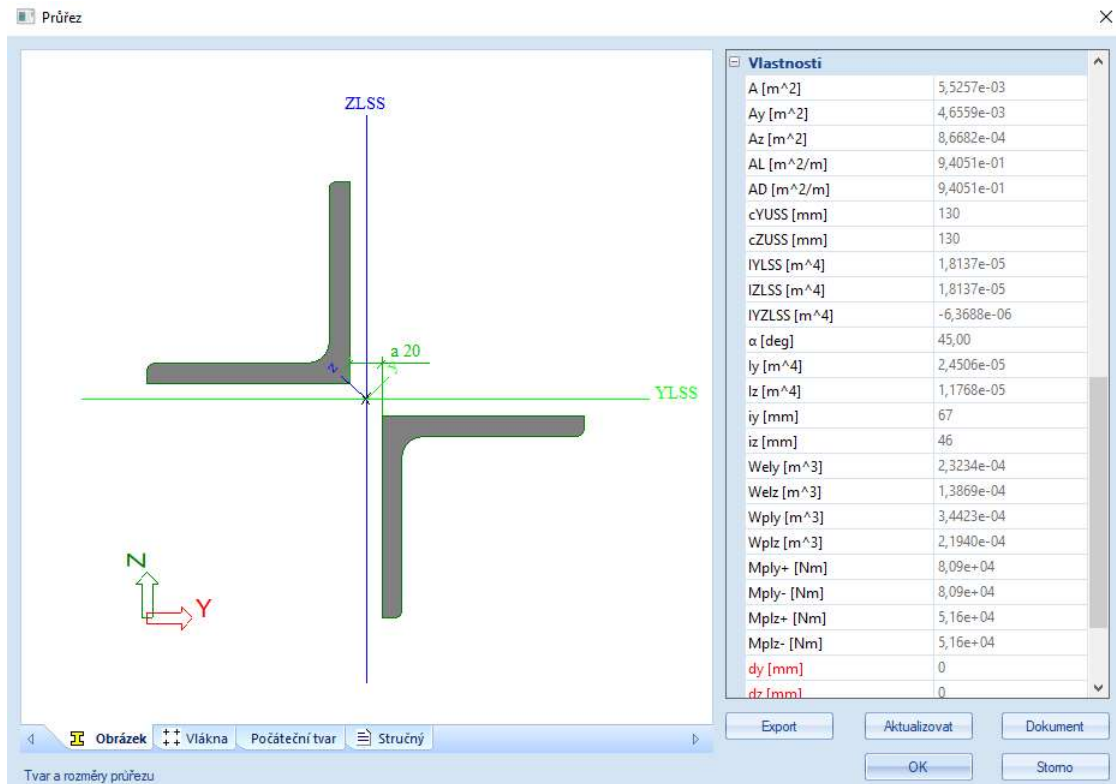 Průřez
ZLSS
a 20
z
y
YLSS
N
Y
Vlastnosti
A [m^2] 5,5257e-03
Ay [m^2] 4,6559e-03
Az [m^2] 8,6682e-04
AL [m^2/m] 9,4051e-01
AD [m^2/m] 9,4051e-01
cYUSS [mm] 130
cZUSS [mm] 130
IYLSS [m^4] 1,8137e-05
IZLSS [m^4] 1,8137e-05
IYZLSS [m^4] -6,3688e-06
α [deg] 45,00
Iy [m^4] 2,4506e-05
Iz [m^4] 1,1768e-05
iy [mm] 67
iz [mm] 46
Wely [m^3] 2,3234e-04
Welz [m^3] 1,3869e-04
Wply [m^3] 3,4423e-04
Wplz [m^3] 2,1940e-04
Mply+ [Nm] 8,09e+04
Mply- [Nm] 8,09e+04
Mplz+ [Nm] 5,16e+04
Mplz- [Nm] 5,16e+04
dy [mm] 0
dz [mm] 0
Obrázek Vlákna Počáteční tvar Stručný
Export Aktualizovat Dokument
OK Storno
Tvar a rozměry průřezu